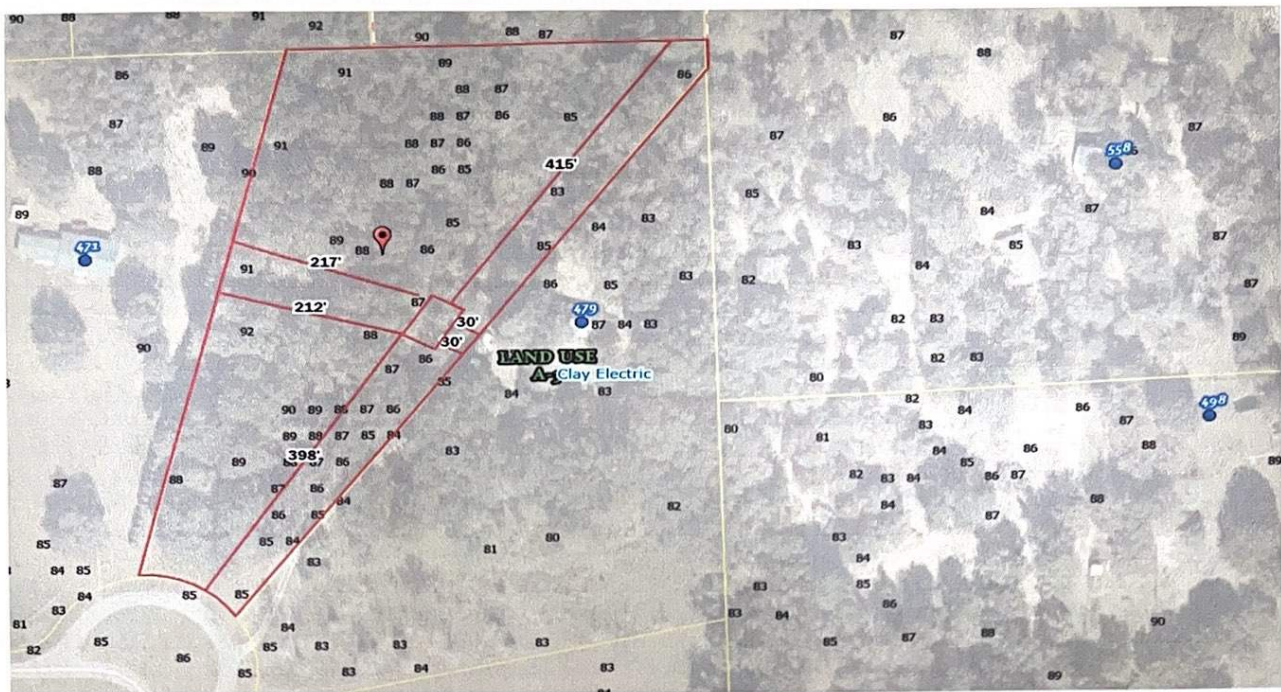 90 88 88 91 92 90 88 87 87 88
86 91 89 86
88 87 85 86
87 88 87 86 87 87
89 91 88 87 86
415'
558
88 90 86 85
88 87 83 85 87
89 85 84 83 84
473
89 88 86 85 83 84 85 87
91 217' 86 85 83 82 84 87
212' 87 30' 479 87 84 83 82 83
92 88 30' 89
90 86 LAND USE 82 83
87 A- Clay Electric 80
85 84 83
90 89 88 87 86 82 84 86 498
89 88 87 85 84 80 81 83 87
398'
89 86 83 84 86 88
87 88 87 86 82 83 84 85 86 87 89
84 82 84 88
86 85 87
85 85 84 81 80 83
84 85 83 84
84 85 85 83 85
83 83 84 86
81 84 85 87 88 90
82 85 86 85 83 83 83
85 83 84 83 89
84